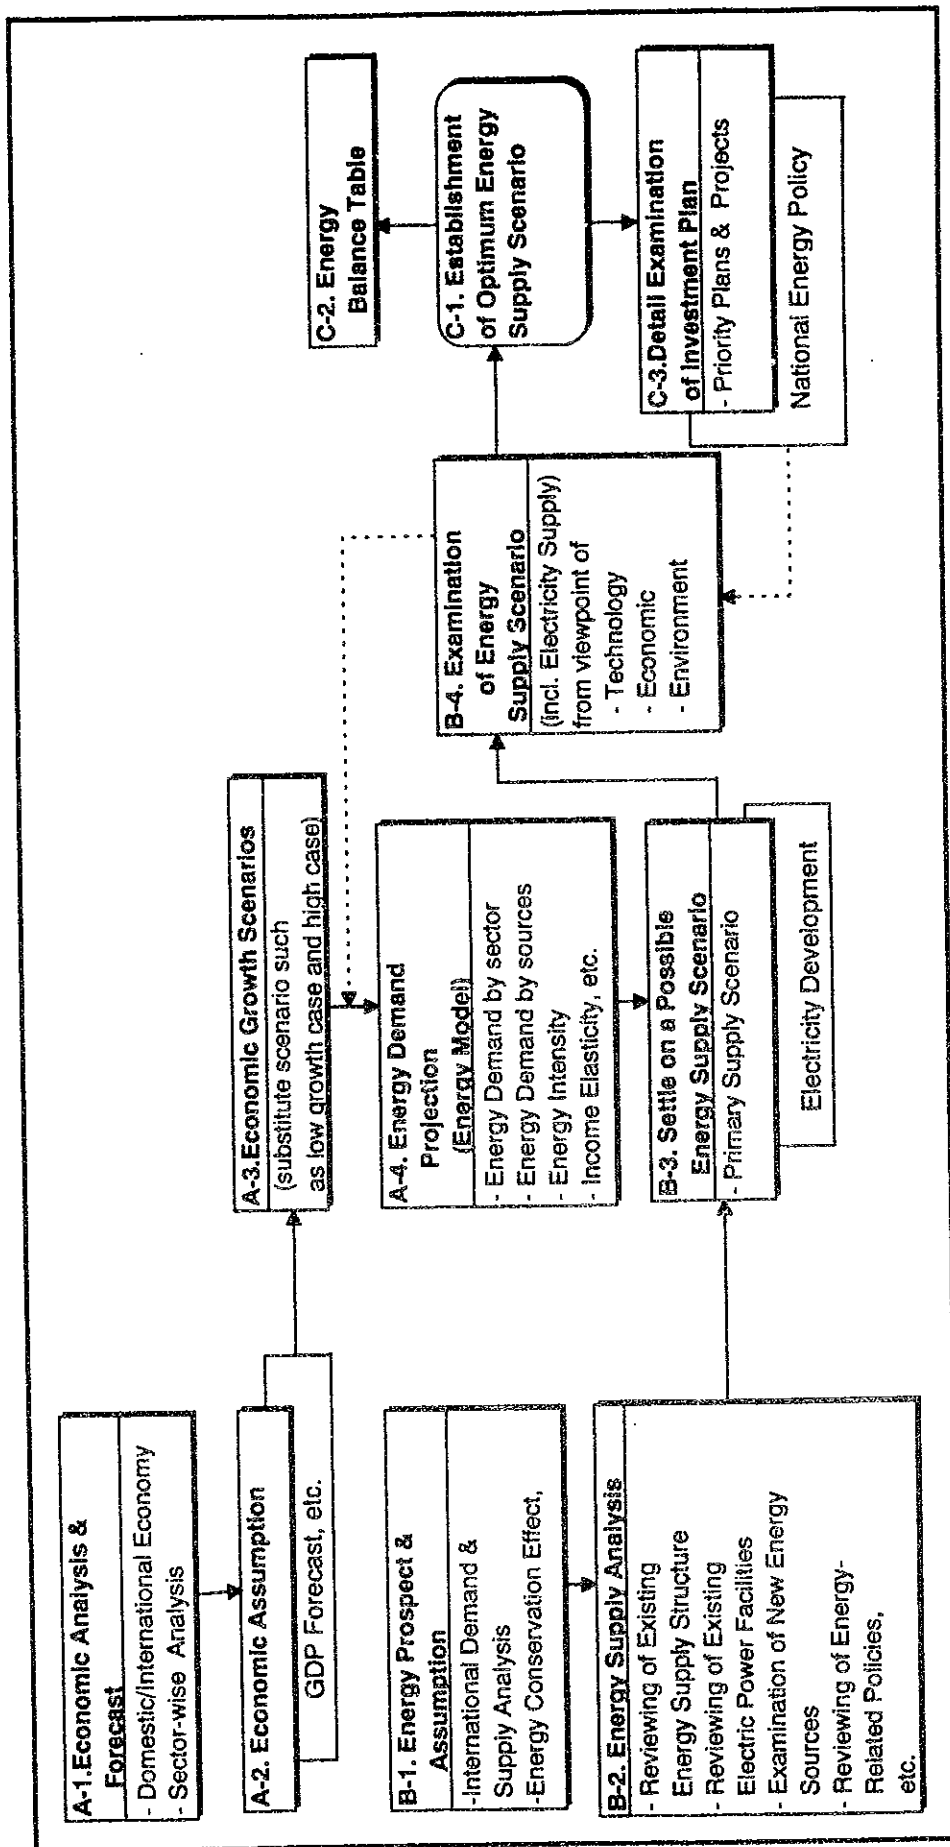 A-1.Economic Analysis &
Forecast
- Domestic/International Economy
- Sector-wise Analysis
A-2. Economic Assumption
GDP Forecast, etc.
B-1. Energy Prospect &
Assumption
-International Demand &
Supply Analysis
-Energy Conservation Effect,
B-2. Energy Supply Analysis
- Reviewing of Existing
Energy Supply Structure
- Reviewing of Existing
Electric Power Facilities
- Examination of New Energy
Sources
- Reviewing of Energy-
Related Policies,
etc.
A-3.Economic Growth Scenarios
(substitute scenario such
as low growth case and high case)
A-4. Energy Demand
Projection
(Energy Model)
- Energy Demand by sector
- Energy Demand by sources
- Energy Intensity
- Income Elasticity, etc.
B-3. Settle on a Possible
Energy Supply Scenario
- Primary Supply Scenario
Electricity Development
B-4. Examination
of Energy
Supply Scenario
(incl. Electricity Supply)
from viewpoint of
- Technology
- Economic
- Environment
C-2. Energy
Balance Table
C-1. Establishment
of Optimum Energy
Supply Scenario
C-3.Detail Examination
of Investment Plan
- Priority Plans & Projects
National Energy Policy